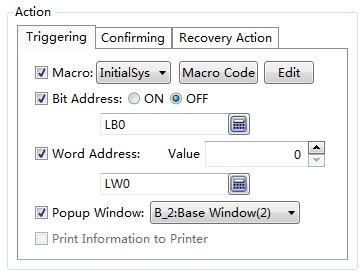 Action
Triggering Confirming Recovery Action
Macro: InitialSys Macro Code Edit
Bit Address: ON OFF
LB0
Word Address: Value 0
LW0
Popup Window: B_2:Base Window(2)
Print Information to Printer